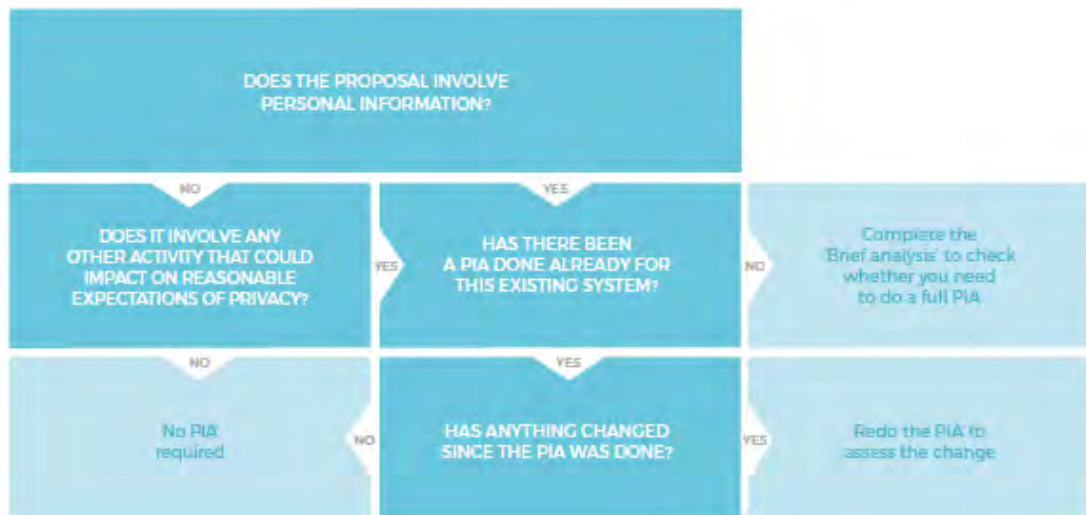 DOES THE PROPOSAL INVOLVE
PERSONAL INFORMATION?
NO
YES
DOES IT INVOLVE ANY
OTHER ACTIVITY THAT COULD
IMPACT ON REASONABLE
EXPECTATIONS OF PRIVACY?
YES
HAS THERE BEEN
A PIA DONE ALREADY FOR
THIS EXISTING SYSTEM?
NO
Complete the
'Brief analysis' to check
whether you need
to do a full PIA
NO
YES
No PIA
required
NO
HAS ANYTHING CHANGED
SINCE THE PIA WAS DONE?
YES
Redo the PIA to
assess the change